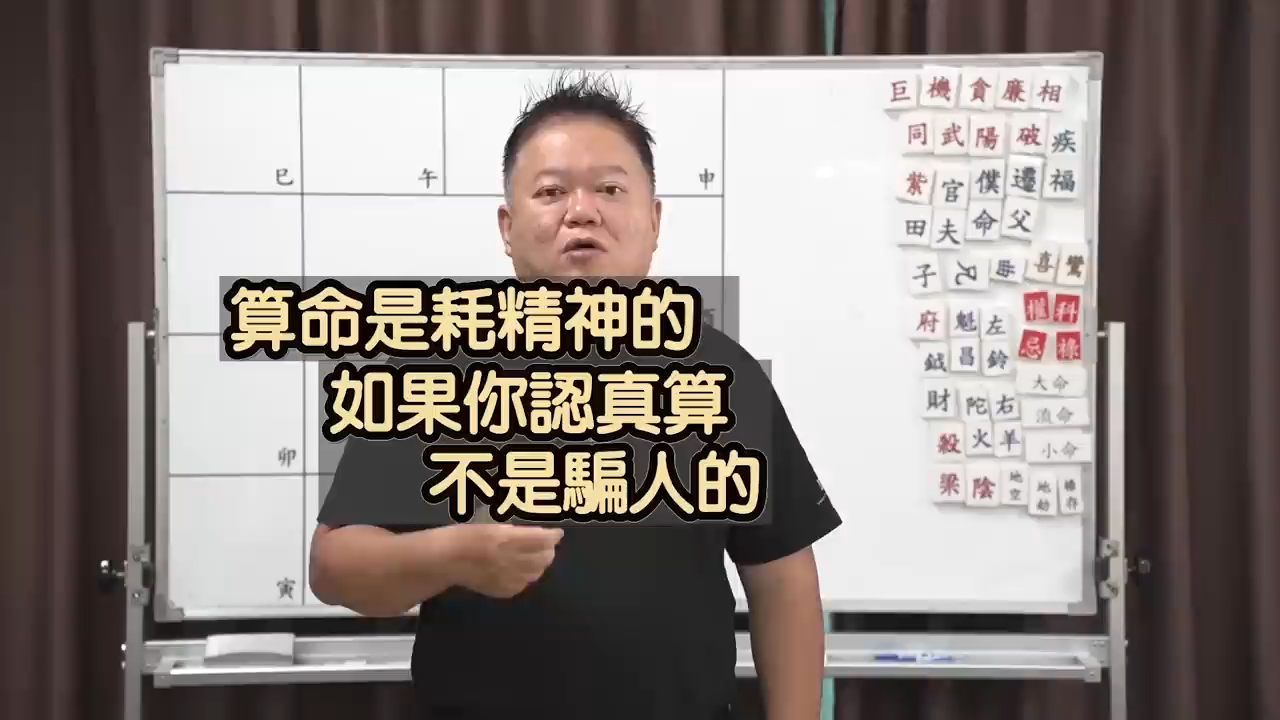 巳
午
申
卯
寅
算命是耗精神的
如果你認真算
不是騙人的
巨 機 貪 廉 相
同 武 陽 破 疾
紫 官 僕 遷 福
田 夫 命 父
子 兄 喜 鸞
府 魁 左 權 科
鉞 昌 鈴 忌 祿
大命
財 陀 右
流命
殺 火 羊 小命
梁 陰 地空 地劫 祿存